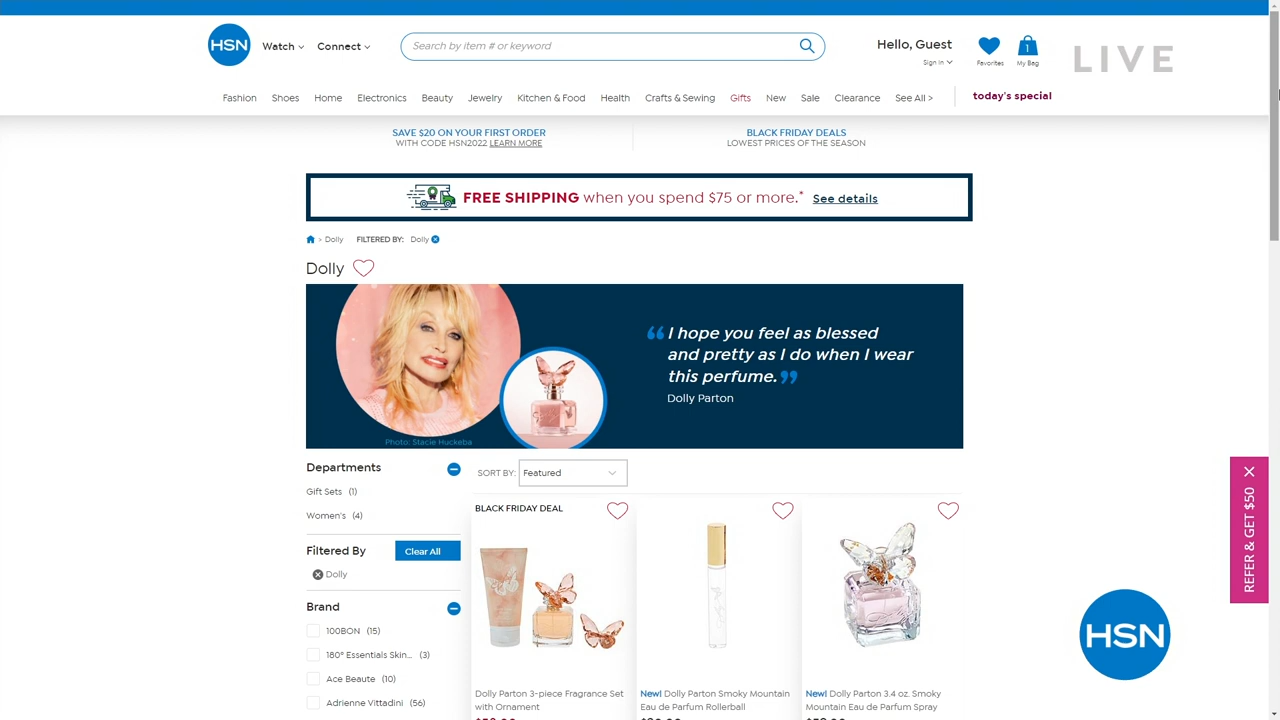 HSN
Watch
Connect
Search by item # or keyword
Hello, Guest
Sign In
Favorites
1
My Bag
LIVE
Fashion
Shoes
Home
Electronics
Beauty
Jewelry
Kitchen & Food
Health
Crafts & Sewing
Gifts
New
Sale
Clearance
See All >
today's special
SAVE $20 ON YOUR FIRST ORDER
WITH CODE HSN2022 LEARN MORE
BLACK FRIDAY DEALS
LOWEST PRICES OF THE SEASON
FREE SHIPPING when you spend $75 or more.* See details
> Dolly
FILTERED BY: Dolly
Dolly
“ I hope you feel as blessed
and pretty as I do when I wear
this perfume. ”
Dolly Parton
Photo: Stacie Huckeba
Departments
Gift Sets (1)
Women's (4)
Filtered By
Clear All
Dolly
Brand
100BON (15)
180° Essentials Skin... (3)
Ace Beaute (10)
Adrienne Vittadini (56)
SORT BY: Featured
BLACK FRIDAY DEAL
Dolly Parton 3-piece Fragrance Set
with Ornament
New! Dolly Parton Smoky Mountain
Eau de Parfum Rollerball
New! Dolly Parton 3.4 oz. Smoky
Mountain Eau de Parfum Spray
REFER & GET $50
HSN